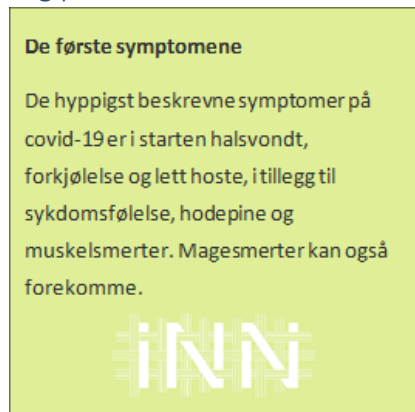 De første symptomene
De hyppigst beskrevne symptomer på
covid-19 er i starten halsvondt,
forkjølelse og lett hoste, i tillegg til
sykdomsfølelse, hodepine og
muskelsmerter. Magesmerter kan også
forekomme.
iNN